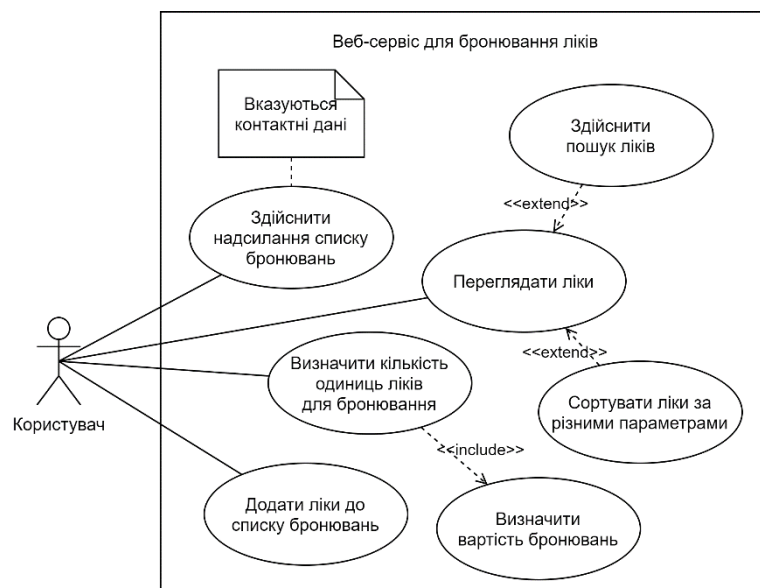 Веб-сервіс для бронювання ліків
Вказуються
контактні дані
Здійснити
пошук ліків
<<extend>>
Здійснити
надсилання списку
бронювань
Переглядати ліки
<<extend>>
Визначити кількість
одиниць ліків
для бронювання
Сортувати ліки за
різними параметрами
Користувач
<<include>>
Додати ліки до
списку бронювань
Визначити
вартість бронювань